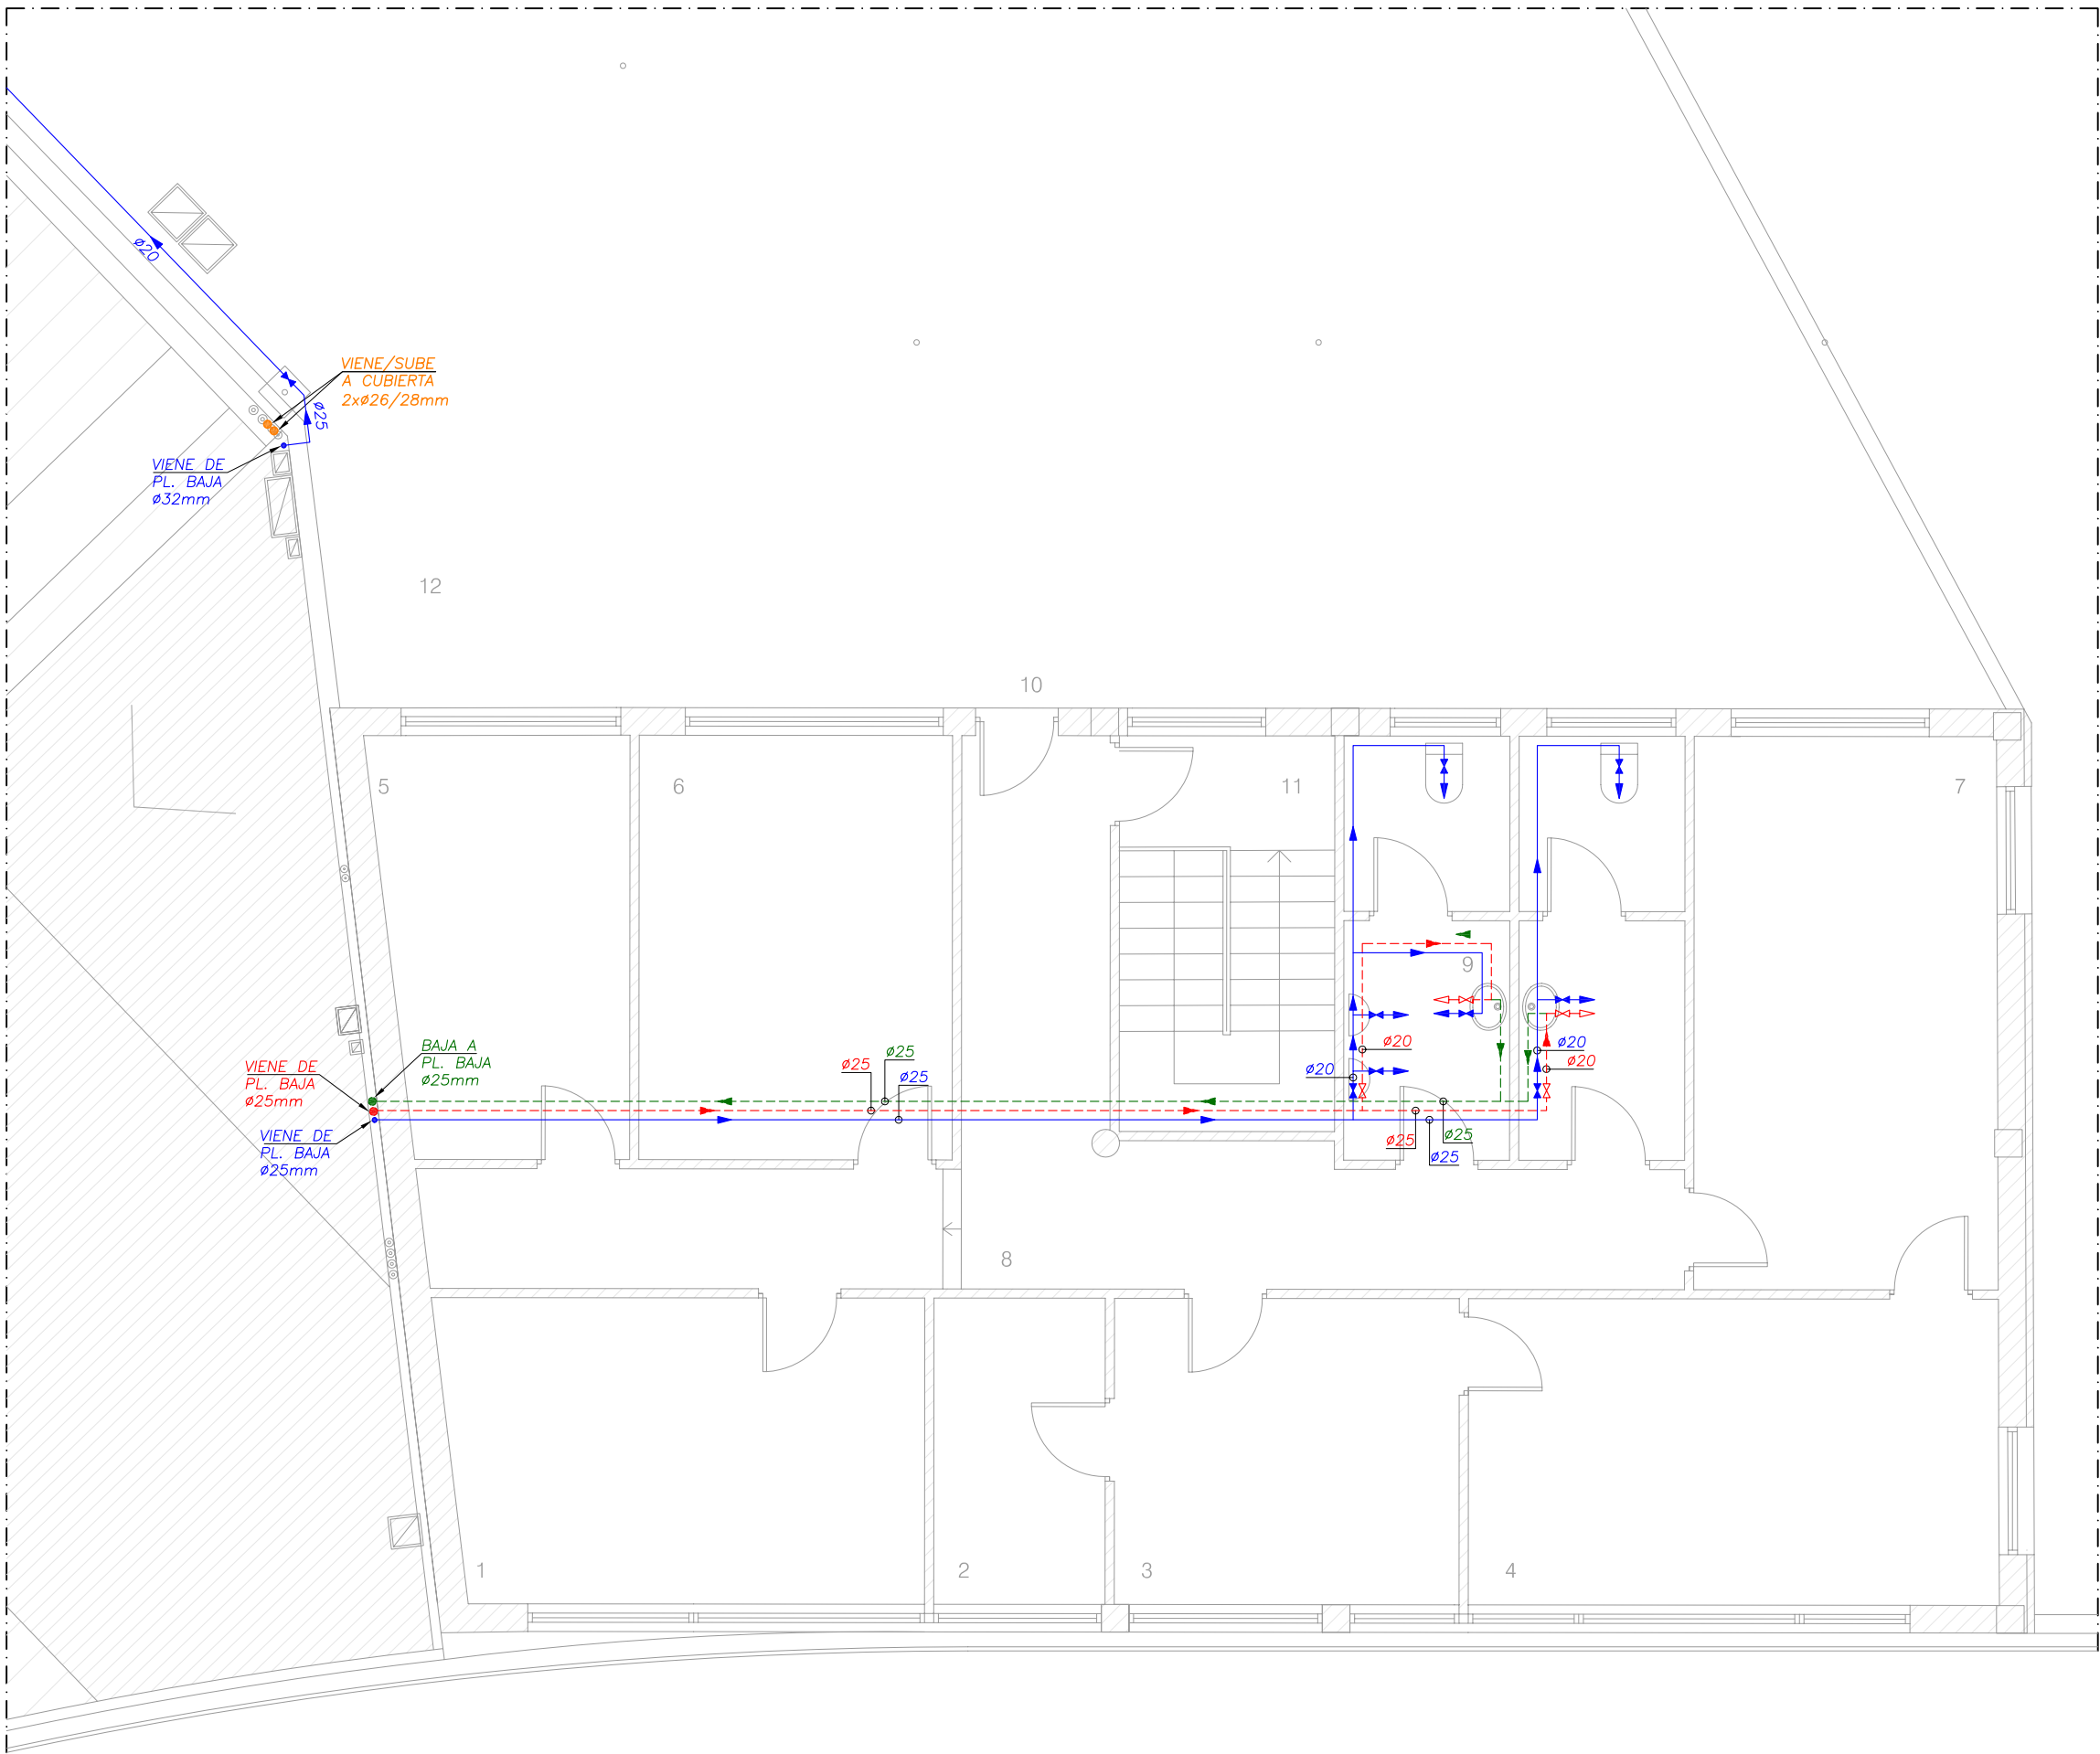 ø20
VIENE/SUBE
A CUBIERTA
2xø26/28mm
ø25
VIENE DE
PL. BAJA
ø32mm
12
10
5
6
11
7
9
BAJA A
PL. BAJA
ø25mm
VIENE DE
PL. BAJA
ø25mm
VIENE DE
PL. BAJA
ø25mm
ø25
ø25
ø25
ø20
ø20
ø20
ø20
ø25
ø25
ø25
8
1
2
3
4